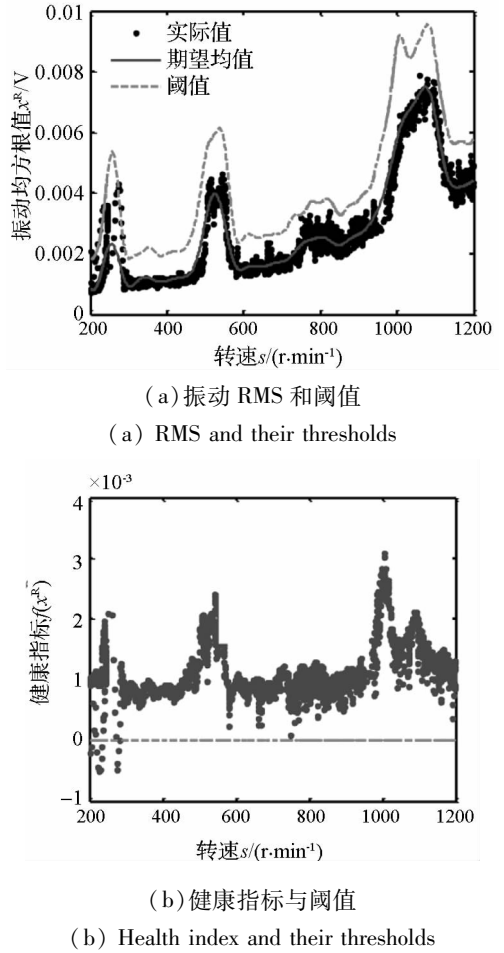 0.01
0.008
0.006
0.004
0.002
0
振动均方根值xᴿ/V
实际值
期望均值
阈值
200 400 600 800 1000 1200
转速s/(r·min⁻¹)
(a)振动 RMS 和阈值
(a) RMS and their thresholds
×10⁻³
4
3
2
1
0
−1
健康指标f(x̄ᴿ)
200 400 600 800 1000 1200
转速s/(r·min⁻¹)
(b)健康指标与阈值
(b) Health index and their thresholds